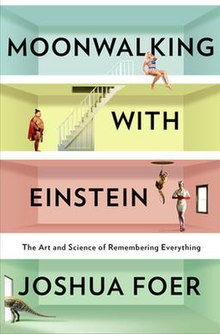 MOONWALKING
WITH
EINSTEIN
The Art and Science of Remembering Everything
JOSHUA FOER